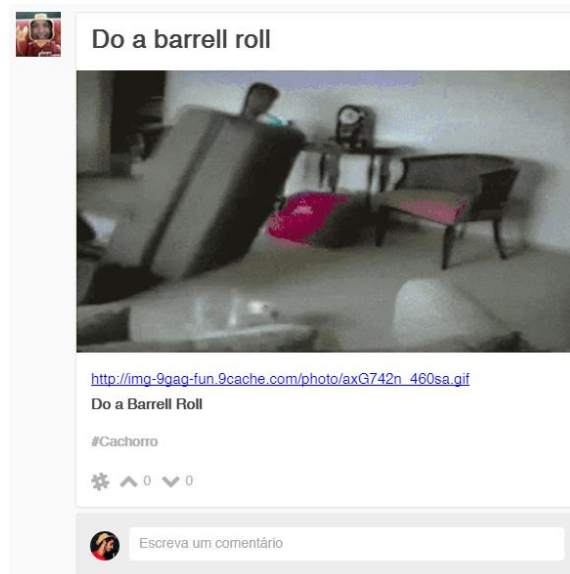 Do a barrell roll
http://img-9gag-fun.9cache.com/photo/axG742n_460sa.gif
Do a Barrell Roll
#Cachorro
0 0
Escreva um comentário